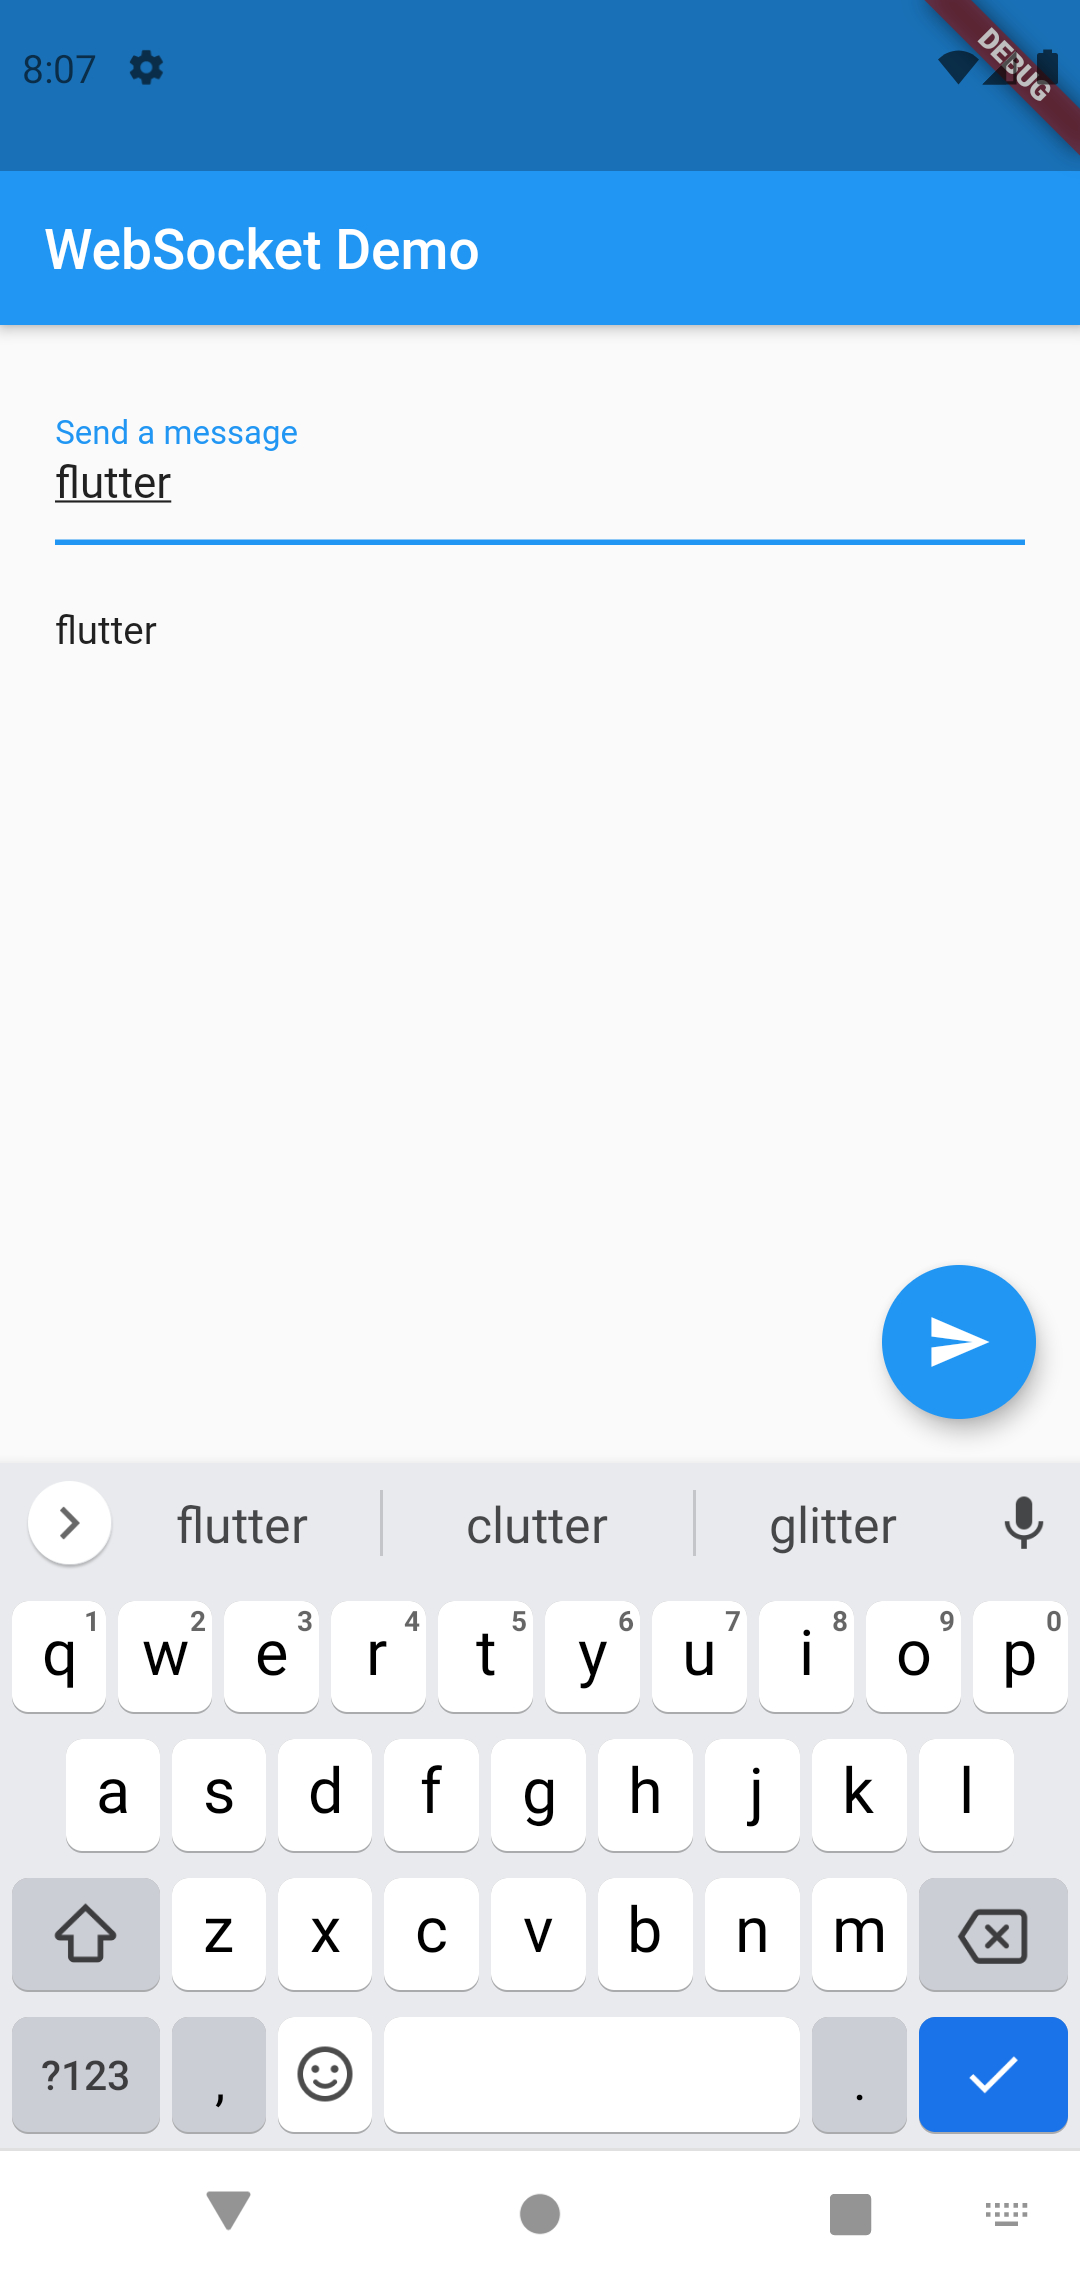 8:07
DEBUG
WebSocket Demo
Send a message
flutter
flutter
flutter clutter glitter
1 2 3 4 5 6 7 8 9 0
q w e r t y u i o p
a s d f g h j k l
z x c v b n m
?123 , .